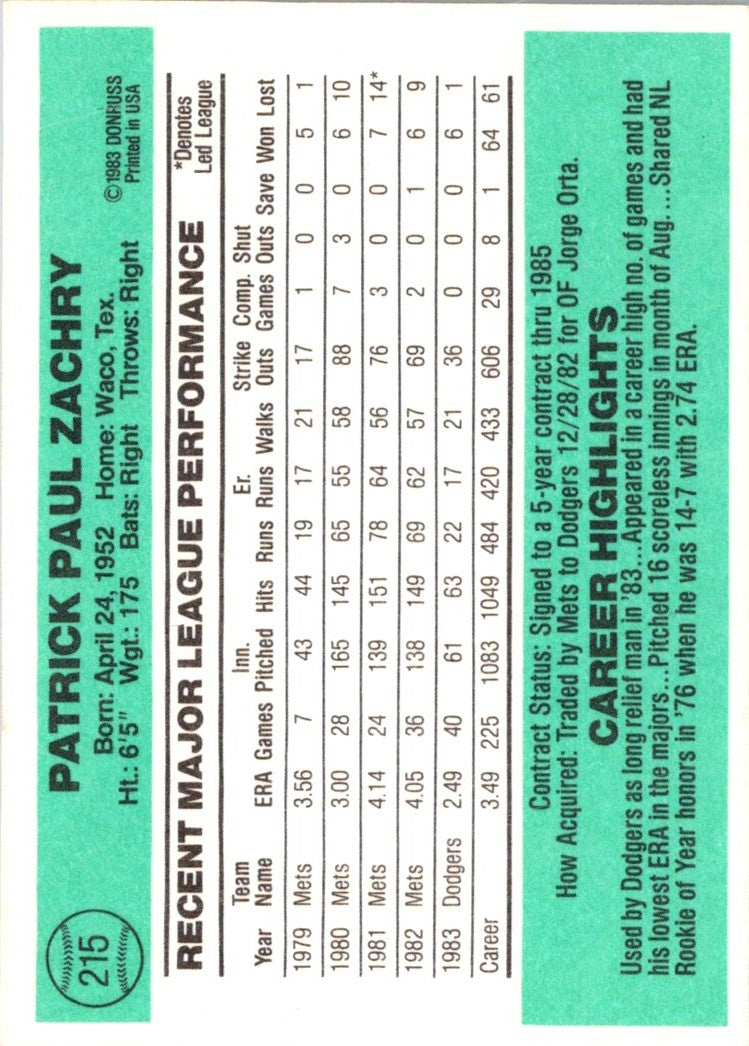 215
PATRICK PAUL ZACHRY
Born: April 24, 1952 Home: Waco, Tex.
Ht.: 6'5" Wgt.: 175 Bats: Right Throws: Right
©1983 DONRUSS
Printed in USA
RECENT MAJOR LEAGUE PERFORMANCE
*Denotes
Led League
Team Inn. Er. Strike Comp. Shut
Year Name ERA Games Pitched Hits Runs Runs Walks Outs Games Outs Save Won Lost
1979 Mets 3.56 7 43 44 19 17 21 17 1 0 0 5 1
1980 Mets 3.00 28 165 145 65 55 58 88 7 3 0 6 10
1981 Mets 4.14 24 139 151 78 64 56 76 3 0 0 7 14*
1982 Mets 4.05 36 138 149 69 62 57 69 2 0 1 6 9
1983 Dodgers 2.49 40 61 63 22 17 21 36 0 0 0 6 1
Career 3.49 225 1083 1049 484 420 433 606 29 8 1 64 61
Contract Status: Signed to a 5-year contract thru 1985
How Acquired: Traded by Mets to Dodgers 12/28/82 for OF Jorge Orta.
CAREER HIGHLIGHTS
Used by Dodgers as long relief man in '83...Appeared in a career high no. of games and had
his lowest ERA in the majors...Pitched 16 scoreless innings in month of Aug....Shared NL
Rookie of Year honors in '76 when he was 14-7 with 2.74 ERA.